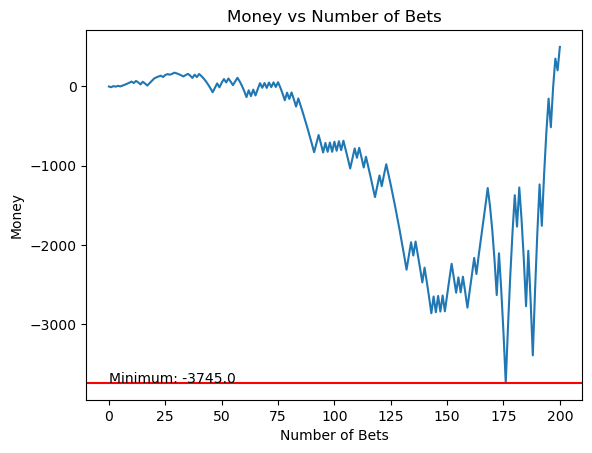 Money vs Number of Bets
Money
0
−1000
−2000
−3000
Minimum: -3745.0
0 25 50 75 100 125 150 175 200
Number of Bets